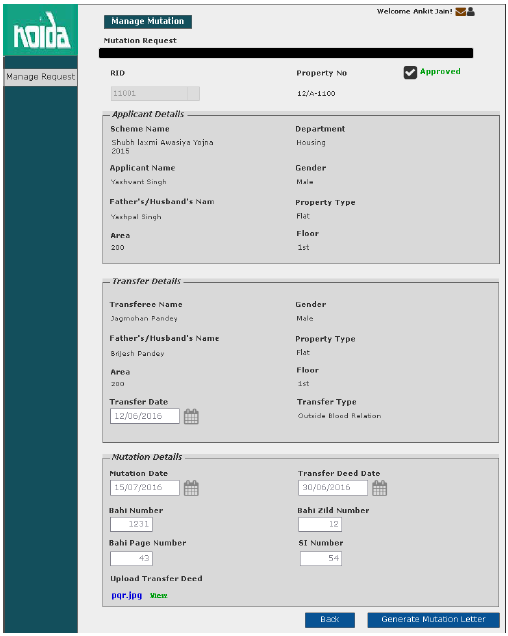 Welcome Ankit Jain!
noida
Manage Mutation
Mutation Request
Manage Request
RID
Property No
Approved
11001
12/A-1100
Applicant Details
Scheme Name
Department
Shubh laxmi Awasiya Yojna
2015
Housing
Applicant Name
Gender
Yashvant Singh
Male
Father's/Husband's Nam
Property Type
Yashpal Singh
Flat
Area
Floor
200
1st
Transfer Details
Transferee Name
Gender
Jagmohan Pandey
Male
Father's/Husband's Name
Property Type
Brijesh Pandey
Flat
Area
Floor
200
1st
Transfer Date
Transfer Type
12/06/2016
Outside Blood Relation
Mutation Details
Mutation Date
Transfer Deed Date
15/07/2016
30/06/2016
Bahi Number
Bahi Zild Number
1231
12
Bahi Page Number
SI Number
43
54
Upload Transfer Deed
pqr.jpg View
Back
Generate Mutation Letter